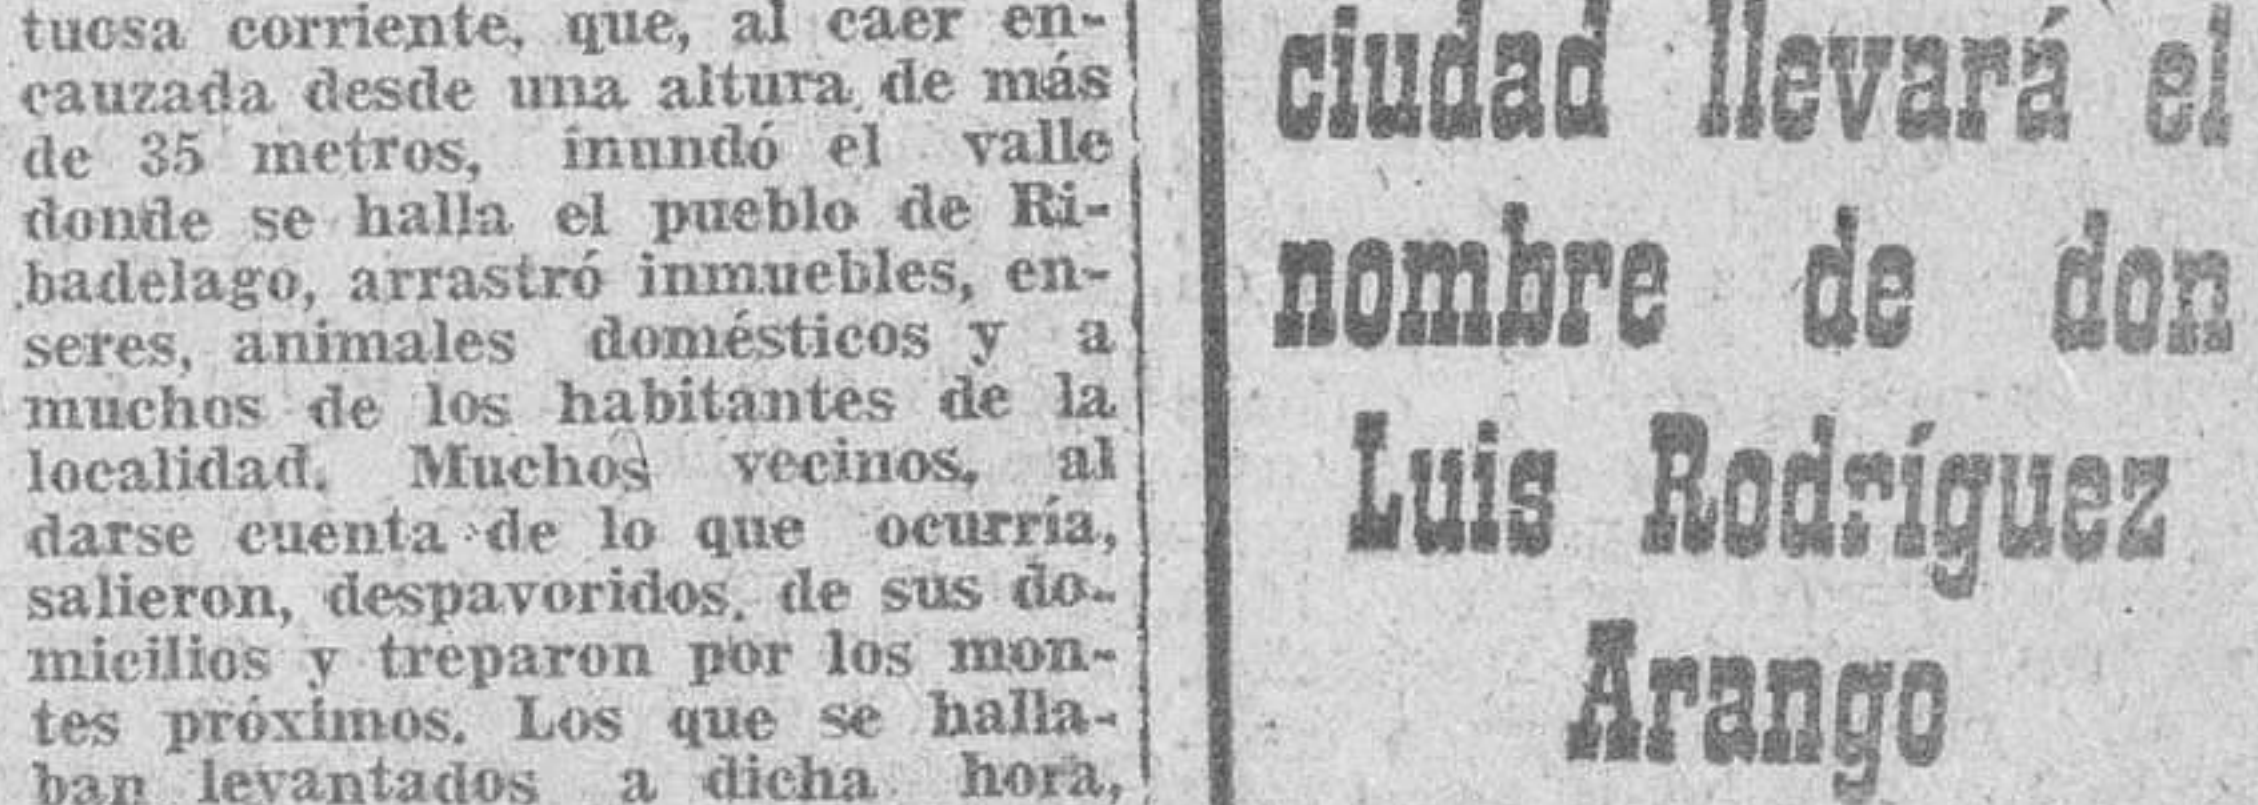 tuosa corriente, que, al caer en-
cauzada desde una altura de más
de 35 metros, inundó el valle
donde se halla el pueblo de Ri-
badelago, arrastró inmuebles, en-
seres, animales domésticos y a
muchos de los habitantes de la
localidad. Muchos vecinos, al
darse cuenta de lo que ocurría,
salieron, despavoridos, de sus do-
micilios y treparon por los mon-
tes próximos. Los que se halla-
ban levantados a dicha hora,
ciudad llevará el
nombre de don
Luis Rodríguez
Arango